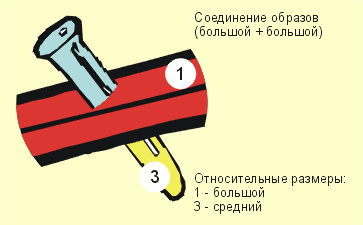 Соединение образов
(большой + большой)
1
3
Относительные размеры:
1 - большой
3 - средний